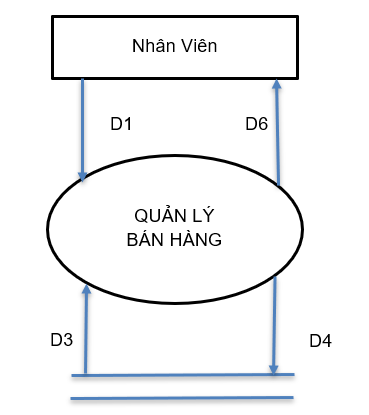 Nhân Viên
D1
D6
QUẢN LÝ
BÁN HÀNG
D3
D4